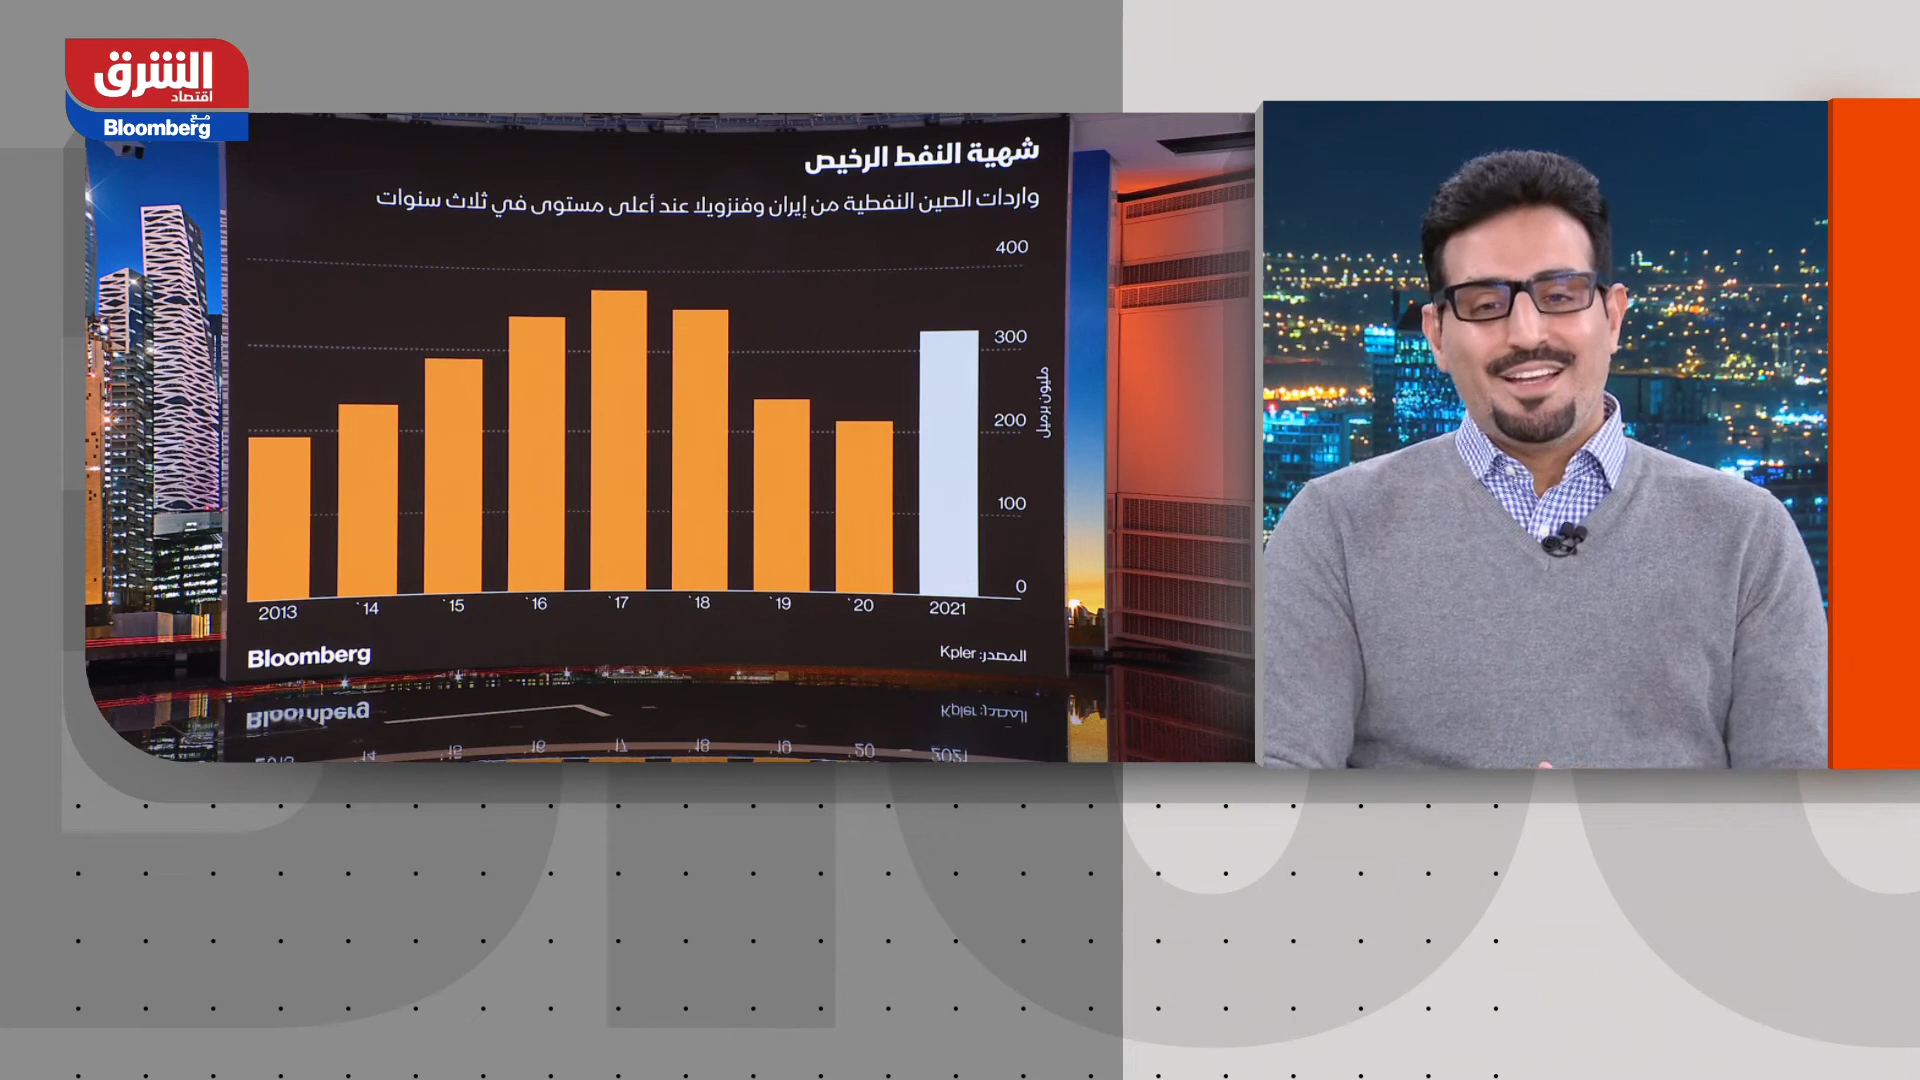 الشرق
اقتصاد
مع
Bloomberg
شهية النفط الرخيص
واردات الصين النفطية من إيران وفنزويلا عند أعلى مستوى في ثلاث سنوات
400
300
200
100
0
مليون برميل
2013 '14 '15 '16 '17 '18 '19 '20 2021
Bloomberg
المصدر: Kpler